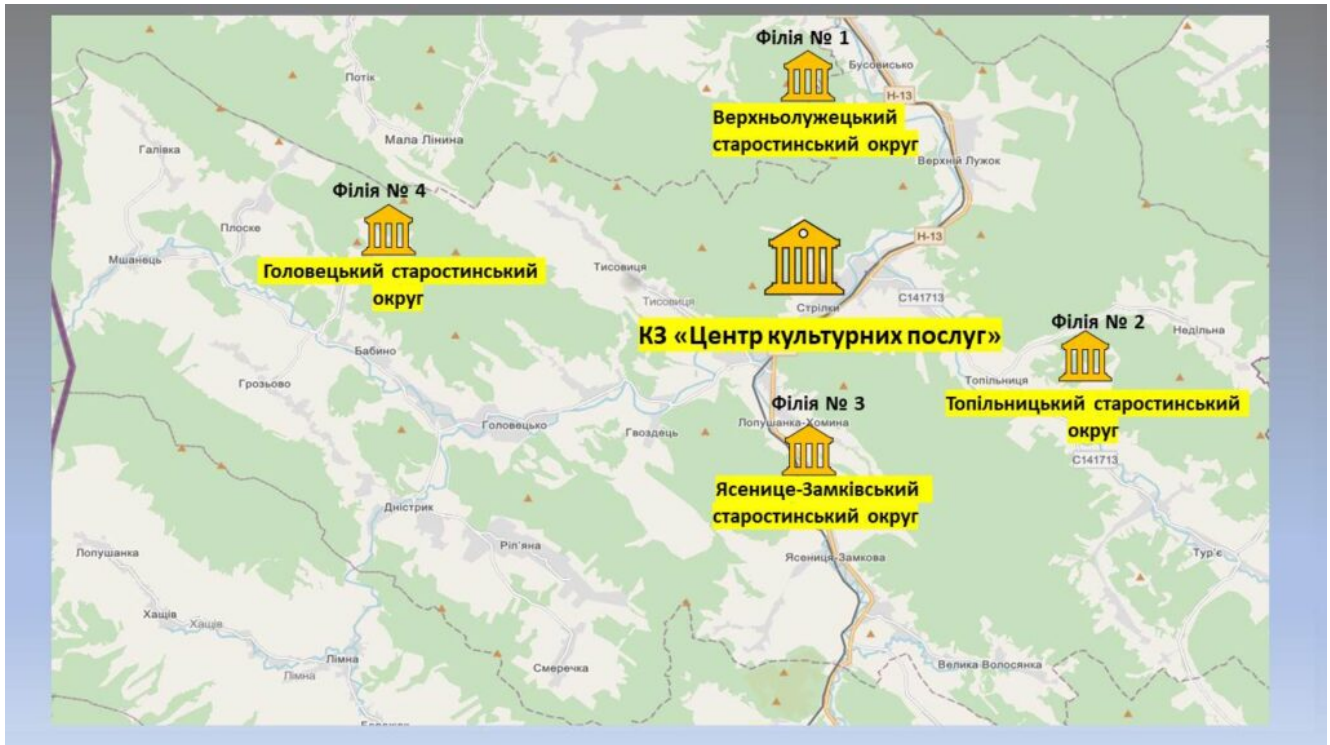 Філія № 1
Бусовисько
Потік
Н-13
Верхньолужецький
старостинський округ
Мала Лінина
Галівка
Верхній Лужок
Філія № 4
Плоске
Н-13
Мшанець
Головецький старостинський
округ
Тисовиця
Тисовиця
С141713
Стрілки
КЗ «Центр культурних послуг»
Філія № 2
Недільна
Бабино
Грозьово
Топільниця
Філія № 3
Топільницький старостинський
округ
Лопушанка-Хомина
Головецько
Гвоздець
С141713
Ясенице-Замківський
старостинський округ
Дністрик
Ріп'яна
Лопушанка
Ясениця-Замкова
Тур'є
Хащів
Хащів
Лімна
Лімна
Смеречка
Велика Волосянка